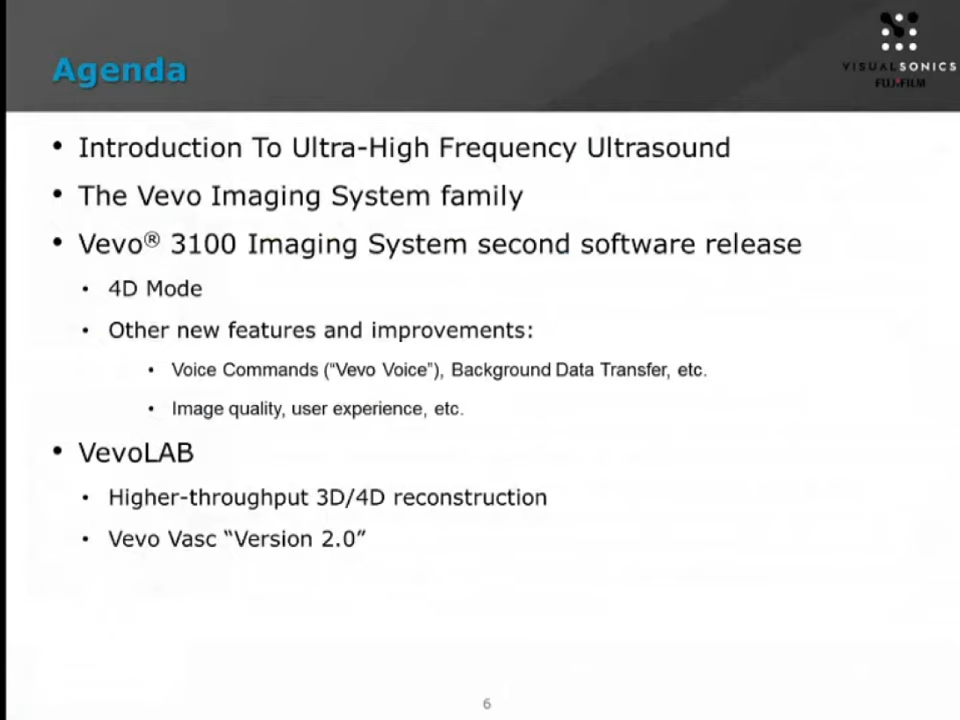 Agenda
VISUALSONICS
FUJIFILM
• Introduction To Ultra-High Frequency Ultrasound
• The Vevo Imaging System family
• Vevo® 3100 Imaging System second software release
• 4D Mode
• Other new features and improvements:
• Voice Commands (“Vevo Voice”), Background Data Transfer, etc.
• Image quality, user experience, etc.
• VevoLAB
• Higher-throughput 3D/4D reconstruction
• Vevo Vasc “Version 2.0”
6